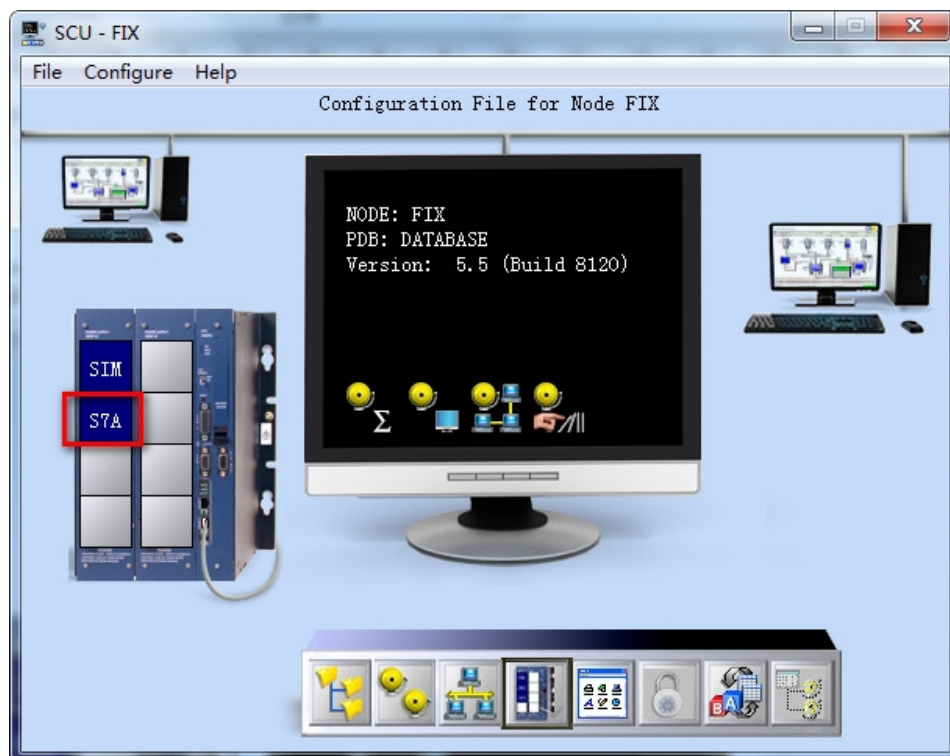 SCU - FIX
File Configure Help
Configuration File for Node FIX
NODE: FIX
PDB: DATABASE
Version: 5.5 (Build 8120)
SIM
S7A
Σ
B A